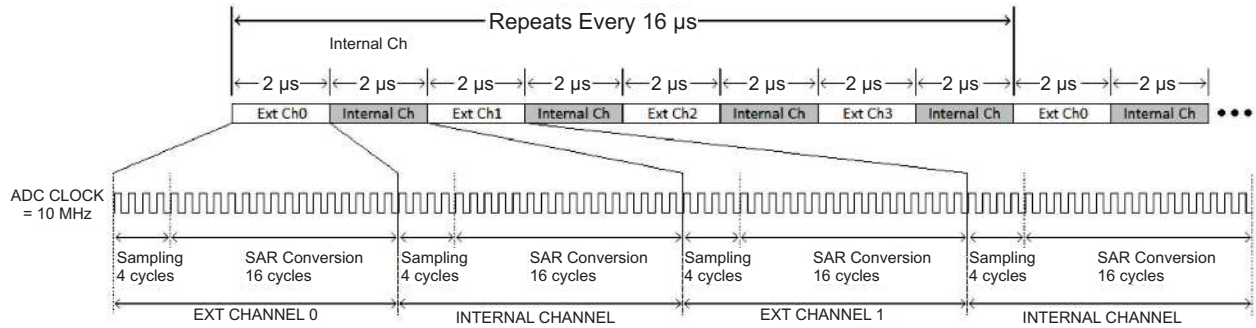 Repeats Every 16 µs
Internal Ch
2 µs 2 µs 2 µs 2 µs 2 µs 2 µs 2 µs 2 µs 2 µs 2 µs
Ext Ch0 Internal Ch Ext Ch1 Internal Ch Ext Ch2 Internal Ch Ext Ch3 Internal Ch Ext Ch0 Internal Ch •••
ADC CLOCK
= 10 MHz
Sampling SAR Conversion Sampling SAR Conversion Sampling SAR Conversion Sampling SAR Conversion
4 cycles 16 cycles 4 cycles 16 cycles 4 cycles 16 cycles 4 cycles 16 cycles
EXT CHANNEL 0 INTERNAL CHANNEL EXT CHANNEL 1 INTERNAL CHANNEL